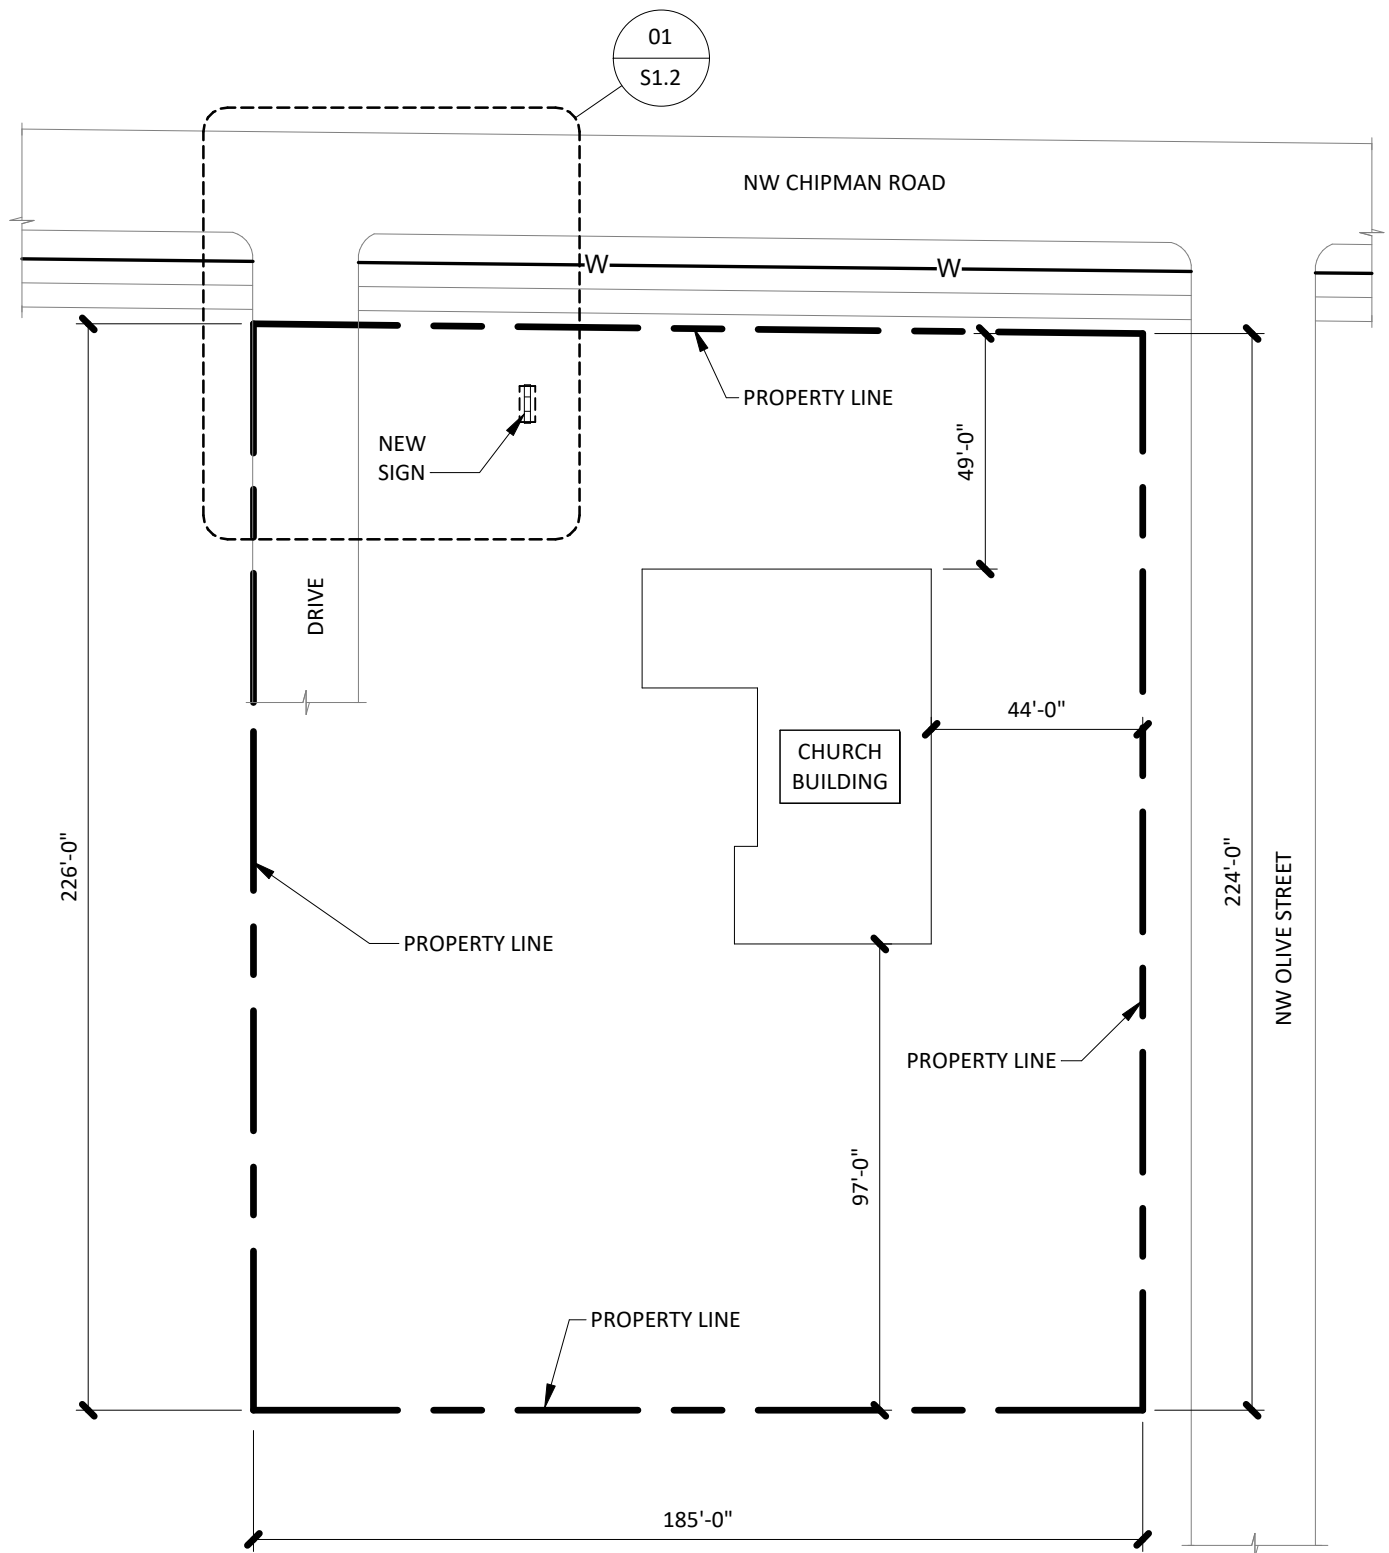 01
S1.2
NW CHIPMAN ROAD
W
W
PROPERTY LINE
NEW
SIGN
49'-0"
DRIVE
44'-0"
CHURCH
BUILDING
226'-0"
224'-0"
NW OLIVE STREET
PROPERTY LINE
PROPERTY LINE
97'-0"
PROPERTY LINE
185'-0"